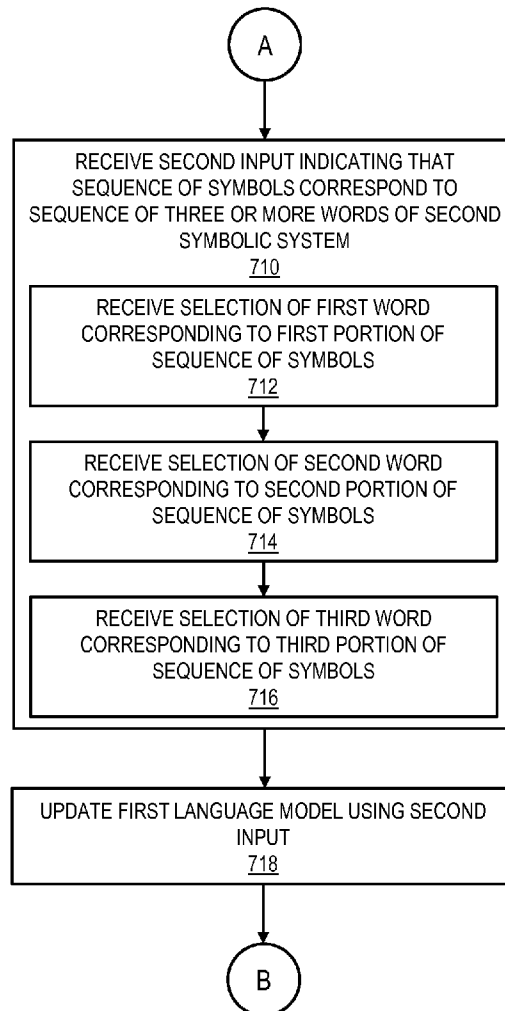 A
RECEIVE SECOND INPUT INDICATING THAT
SEQUENCE OF SYMBOLS CORRESPOND TO
SEQUENCE OF THREE OR MORE WORDS OF SECOND
SYMBOLIC SYSTEM
710
RECEIVE SELECTION OF FIRST WORD
CORRESPONDING TO FIRST PORTION OF
SEQUENCE OF SYMBOLS
712
RECEIVE SELECTION OF SECOND WORD
CORRESPONDING TO SECOND PORTION OF
SEQUENCE OF SYMBOLS
714
RECEIVE SELECTION OF THIRD WORD
CORRESPONDING TO THIRD PORTION OF
SEQUENCE OF SYMBOLS
716
UPDATE FIRST LANGUAGE MODEL USING SECOND
INPUT
718
B